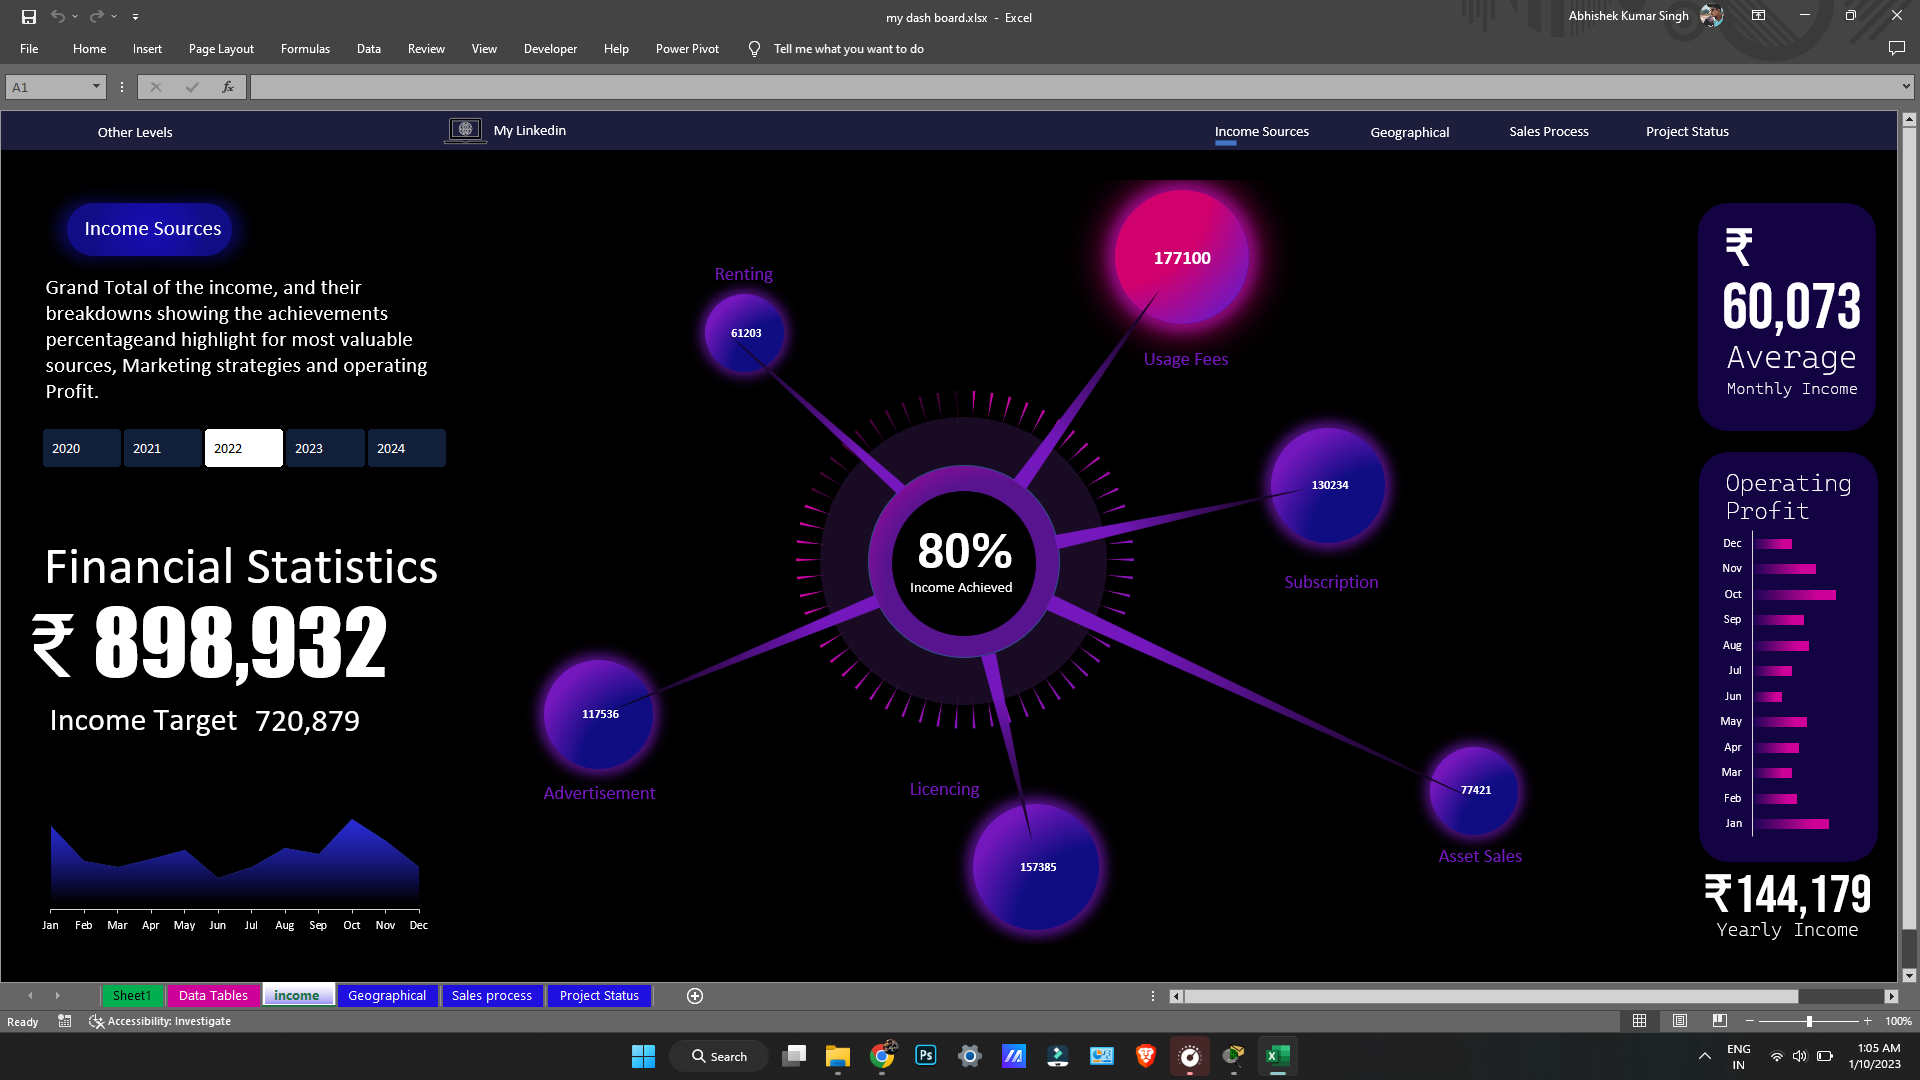 my dash board.xlsx - Excel
Abhishek Kumar Singh
File Home Insert Page Layout Formulas Data Review View Developer Help Power Pivot Tell me what you want to do
A1
fx
Other Levels
My Linkedin
Income Sources
Geographical
Sales Process
Project Status
Income Sources
Grand Total of the income, and their
breakdowns showing the achievements
percentageand highlight for most valuable
sources, Marketing strategies and operating
Profit.
2020 2021 2022 2023 2024
Financial Statistics
₹ 898,932
Income Target 720,879
Jan Feb Mar Apr May Jun Jul Aug Sep Oct Nov Dec
Renting
61203
177100
Usage Fees
130234
Subscription
80%
Income Achieved
117536
Advertisement
Licencing
157385
77421
Asset Sales
₹
60,073
Average
Monthly Income
Operating
Profit
Dec
Nov
Oct
Sep
Aug
Jul
Jun
May
Apr
Mar
Feb
Jan
₹144,179
Yearly Income
Sheet1 Data Tables income Geographical Sales process Project Status
Ready
Accessibility: Investigate
100%
Search
Ps
ENG
IN
1:05 AM
1/10/2023